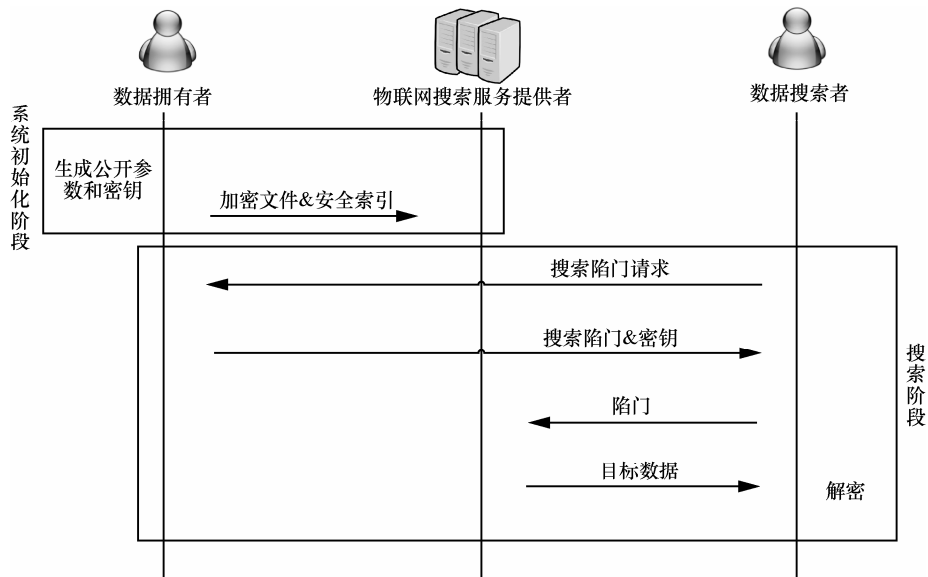 数据拥有者
物联网搜索服务提供者
数据搜索者
系统初始化阶段
生成公开参
数和密钥
加密文件&安全索引
搜索陷门请求
搜索陷门&密钥
搜索阶段
陷门
目标数据
解密